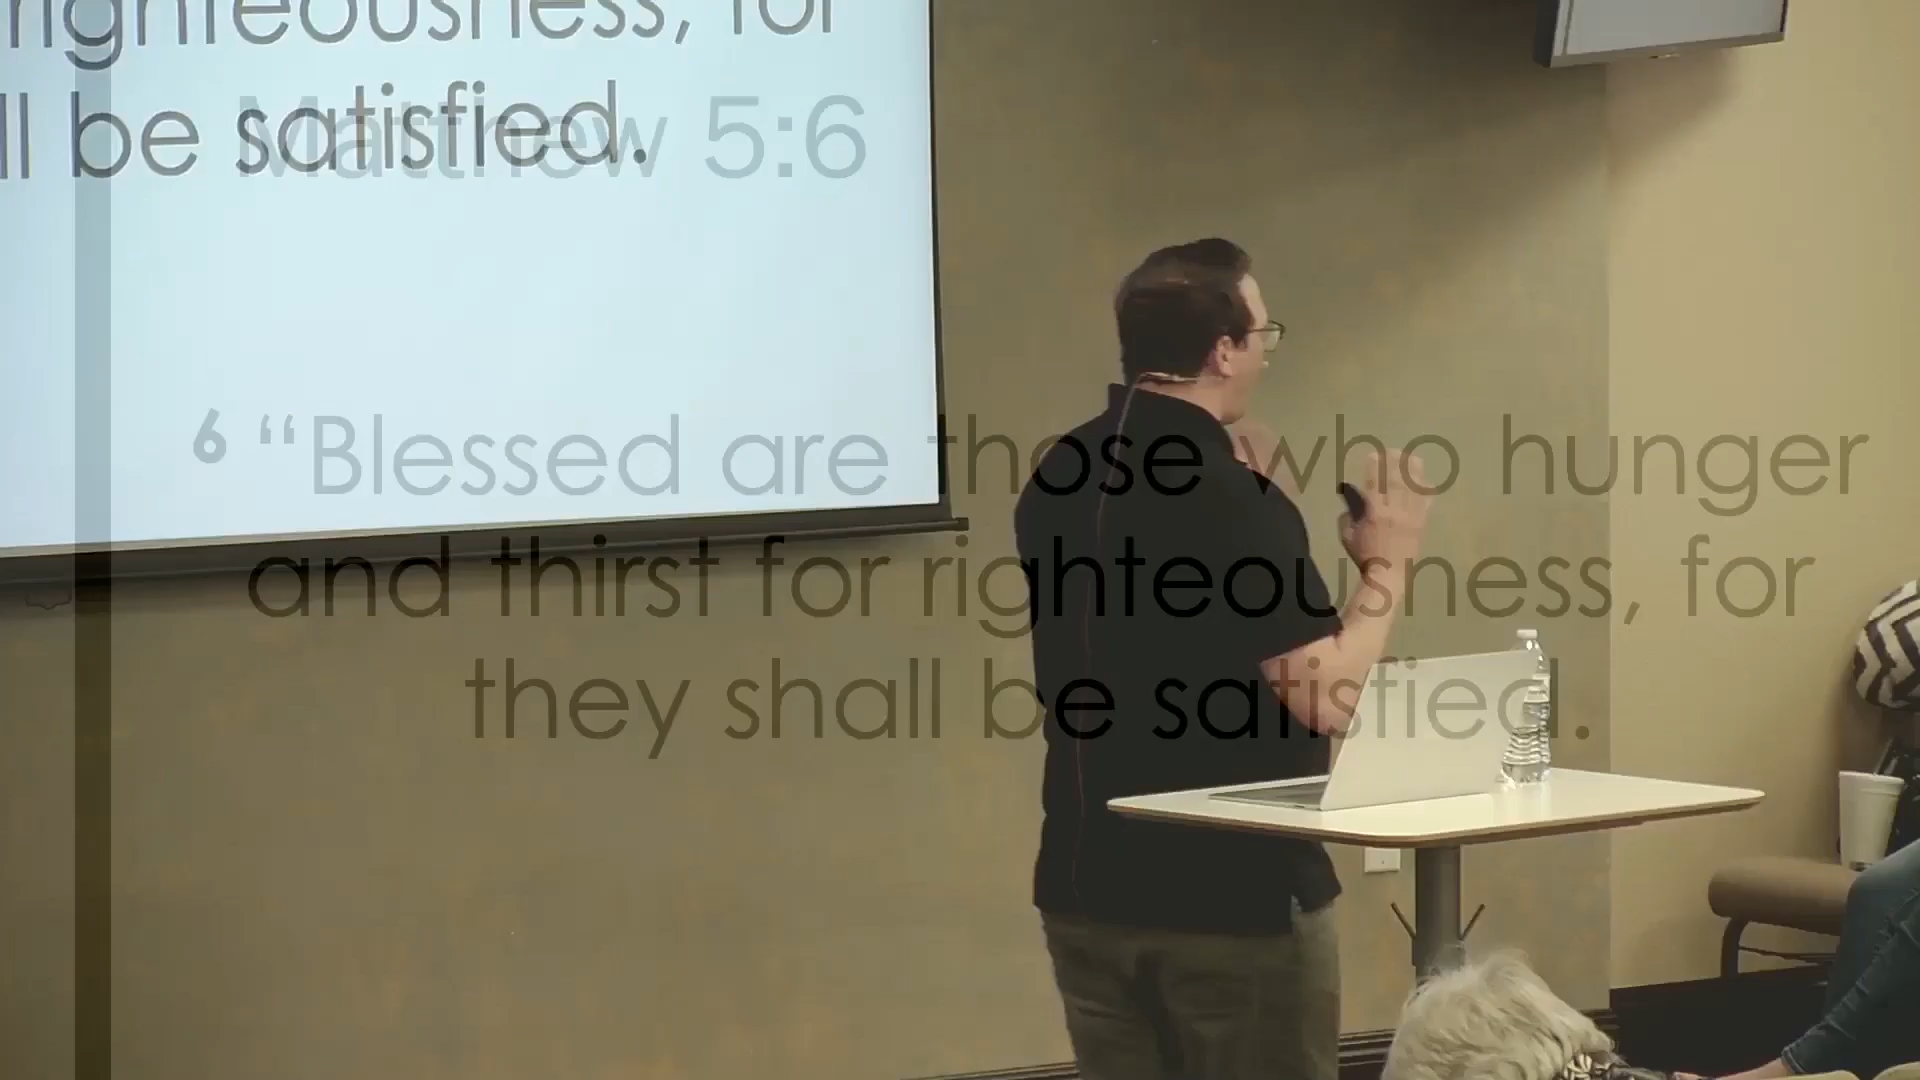 righteousness, for
ll be satisfied.
Matthew 5:6
6 “Blessed are those who hunger
and thirst for righteousness, for
they shall be satisfied.